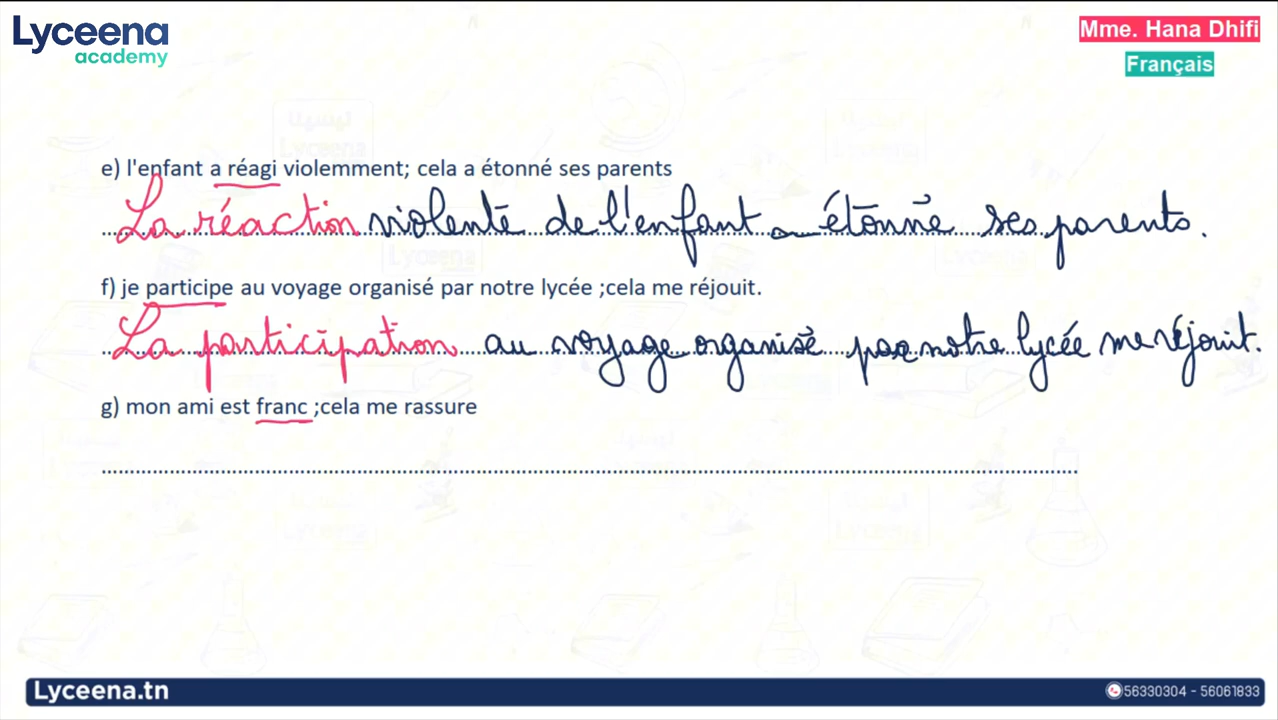 Lyceena
academy
Mme. Hana Dhifi
Français
e) l'enfant a réagi violemment; cela a étonné ses parents
La réaction violente de l'enfant a étonné ses parents.
f) je participe au voyage organisé par notre lycée ;cela me réjouit.
La participation au voyage organisé par notre lycée me réjouit.
g) mon ami est franc ;cela me rassure
Lyceena.tn
56330304 - 56061833